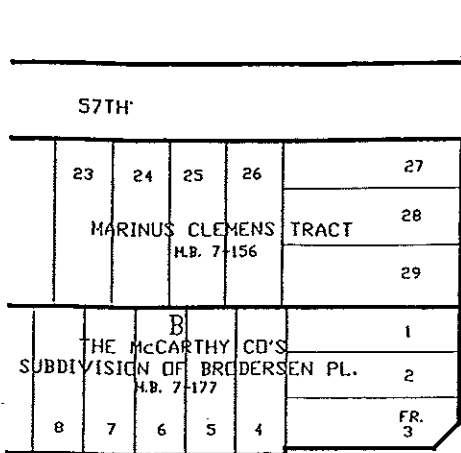 57TH
23 24 25 26 27
28
MARINUS CLEMENS TRACT
M.B. 7-156
29
B
1
THE McCARTHY CO'S
SUBDIVISION OF BRODERSEN PL.
2
M.B. 7-177
8 7 6 5 4
FR.
3